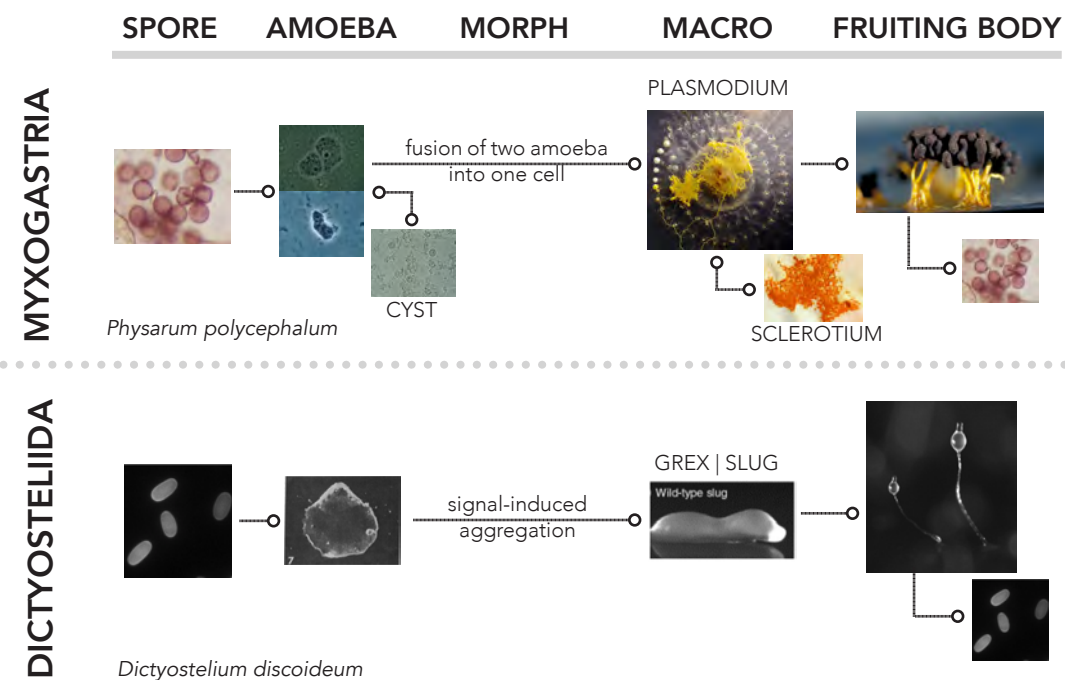 SPORE AMOEBA MORPH MACRO FRUITING BODY
MYXOGASTRIA
PLASMODIUM
fusion of two amoeba
into one cell
CYST
SCLEROTIUM
Physarum polycephalum
DICTYOSTELIIDA
GREX | SLUG
Wild-type slug
signal-induced
aggregation
7
Dictyostelium discoideum